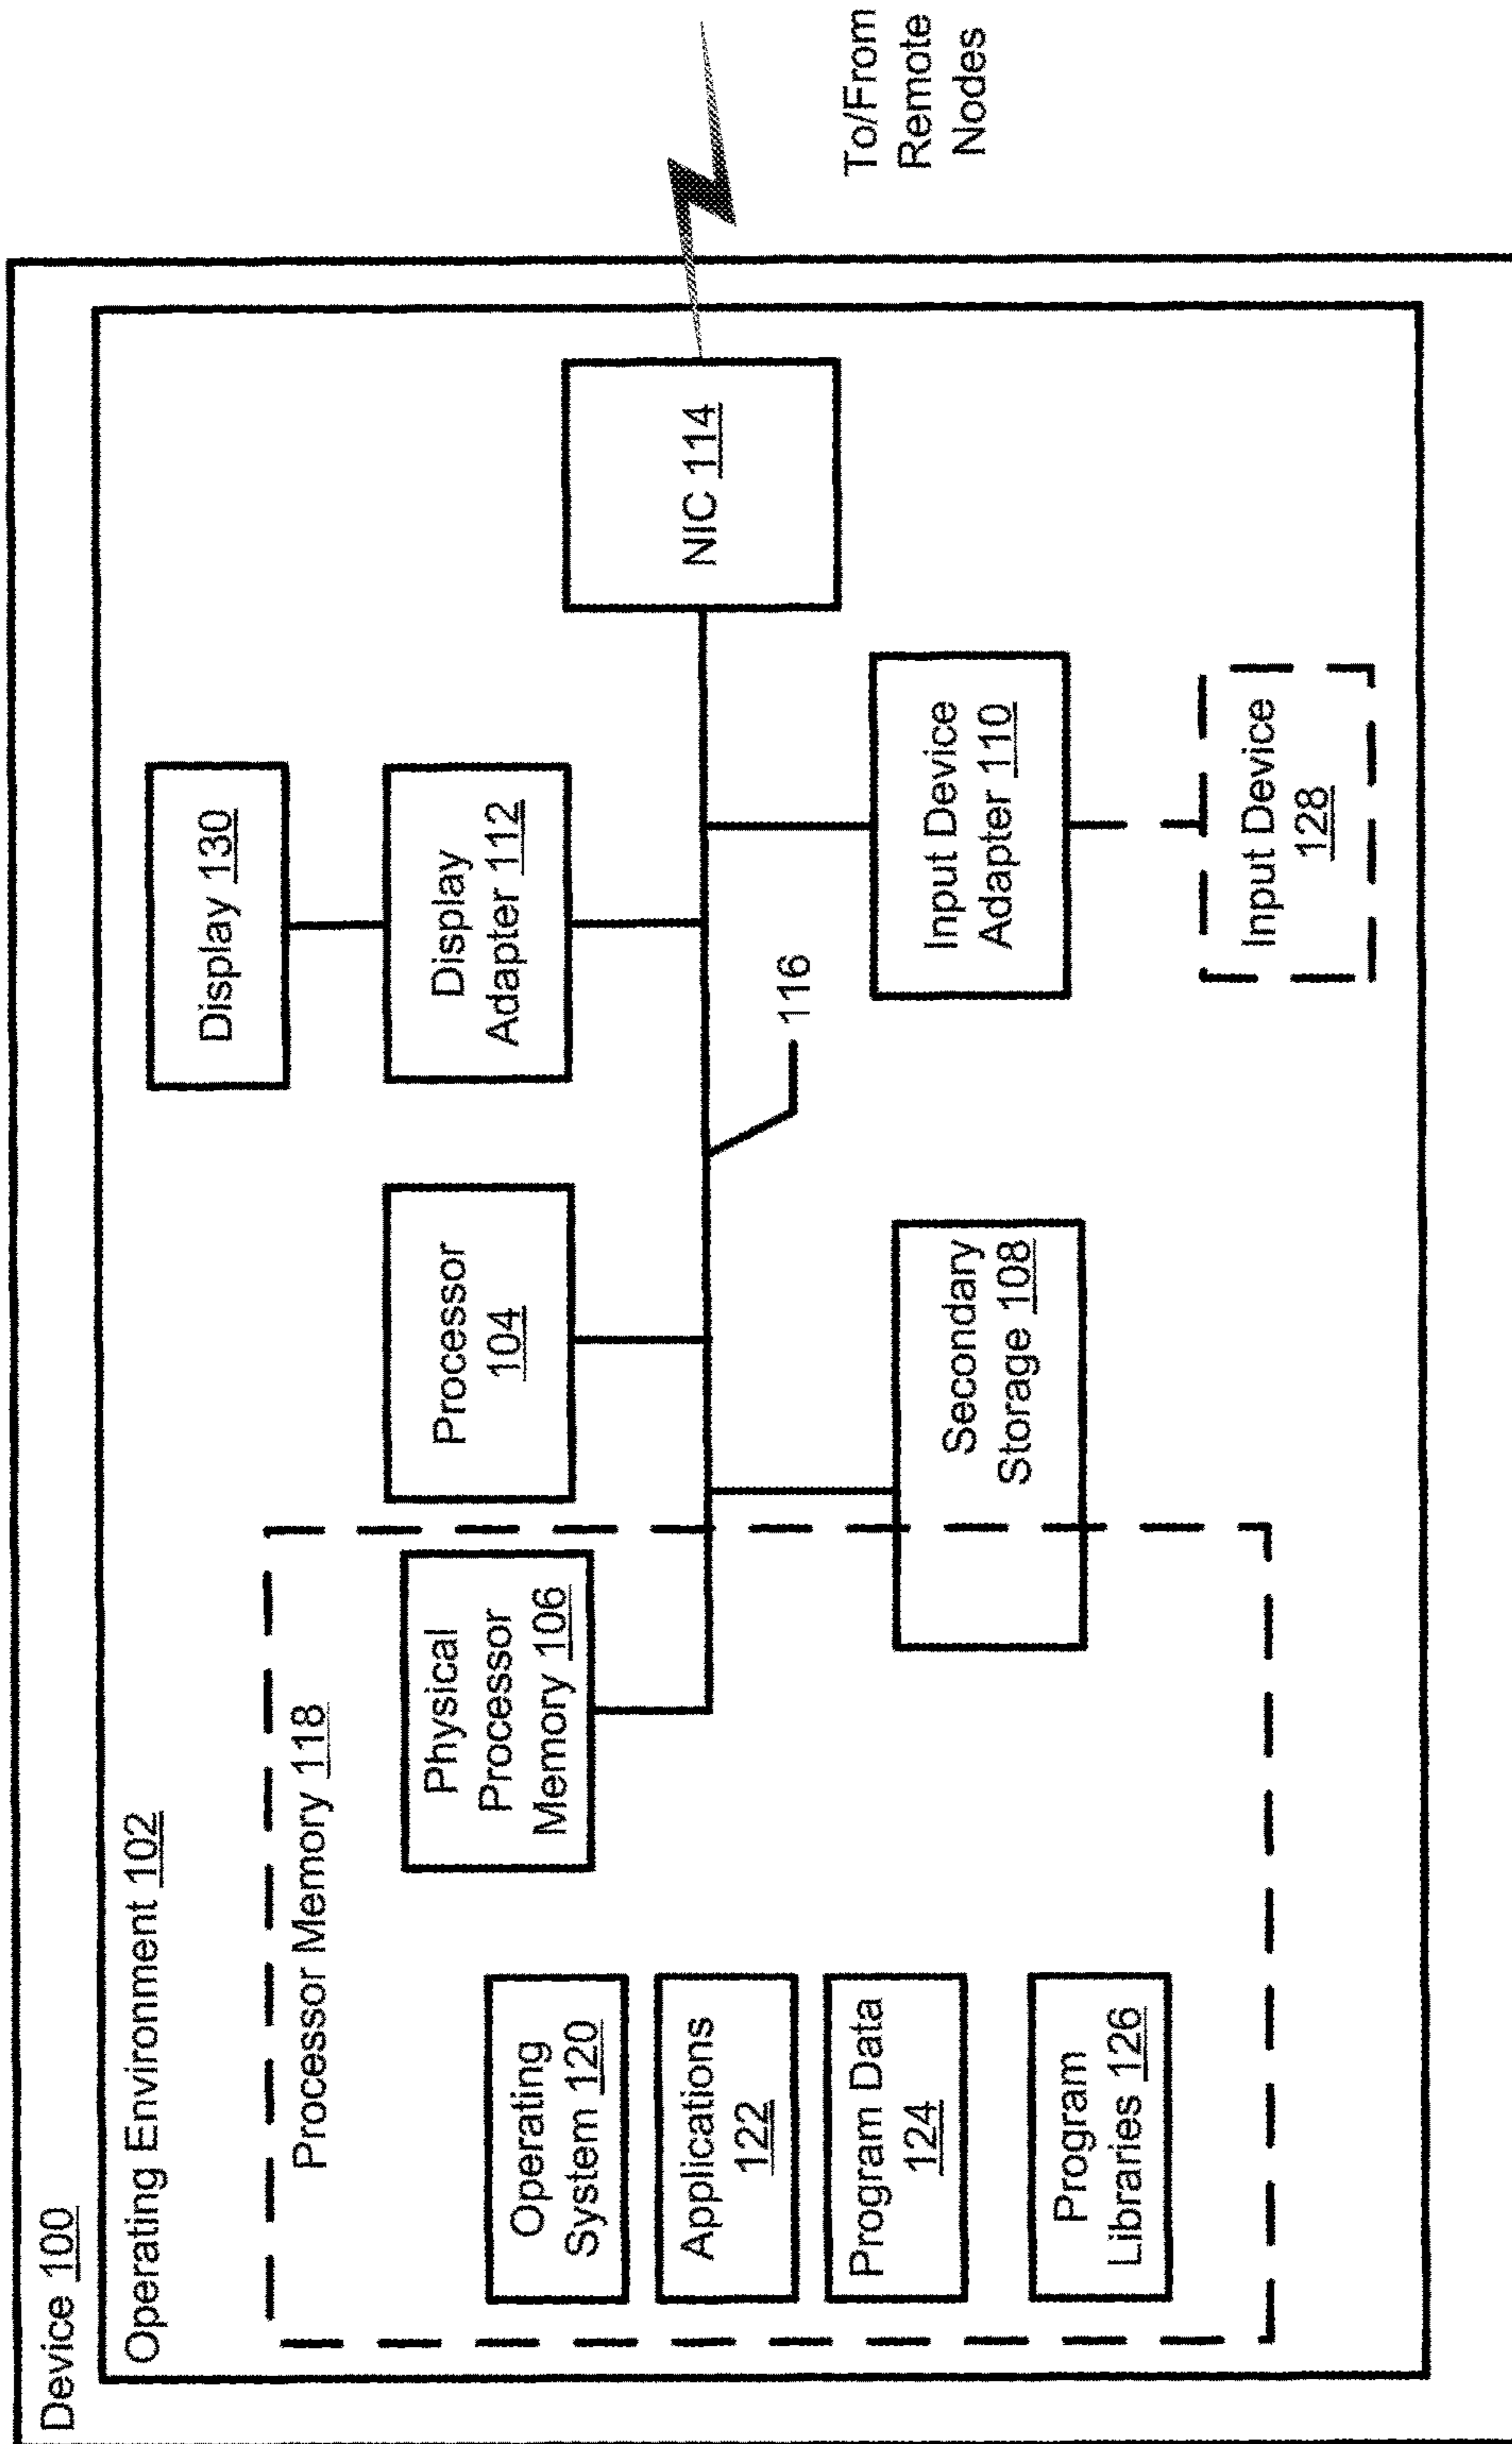 Device 100
Operating Environment 102
Processor Memory 118
Operating
System 120
Applications
122
Program Data
124
Program
Libraries 126
Physical
Processor
Memory 106
Processor
104
Secondary
Storage 108
116
Display 130
Display
Adapter 112
Input Device
Adapter 110
Input Device
128
NIC 114
To/From
Remote
Nodes